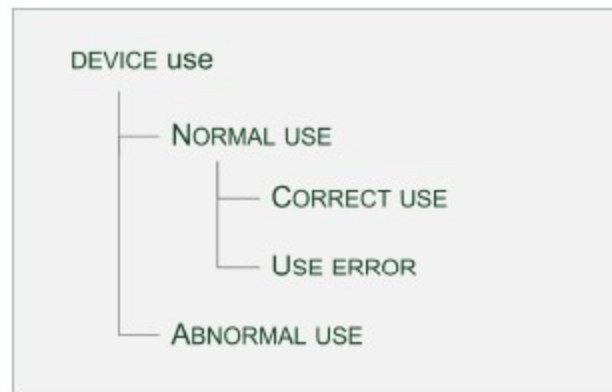 DEVICE use
NORMAL USE
CORRECT USE
USE ERROR
ABNORMAL USE